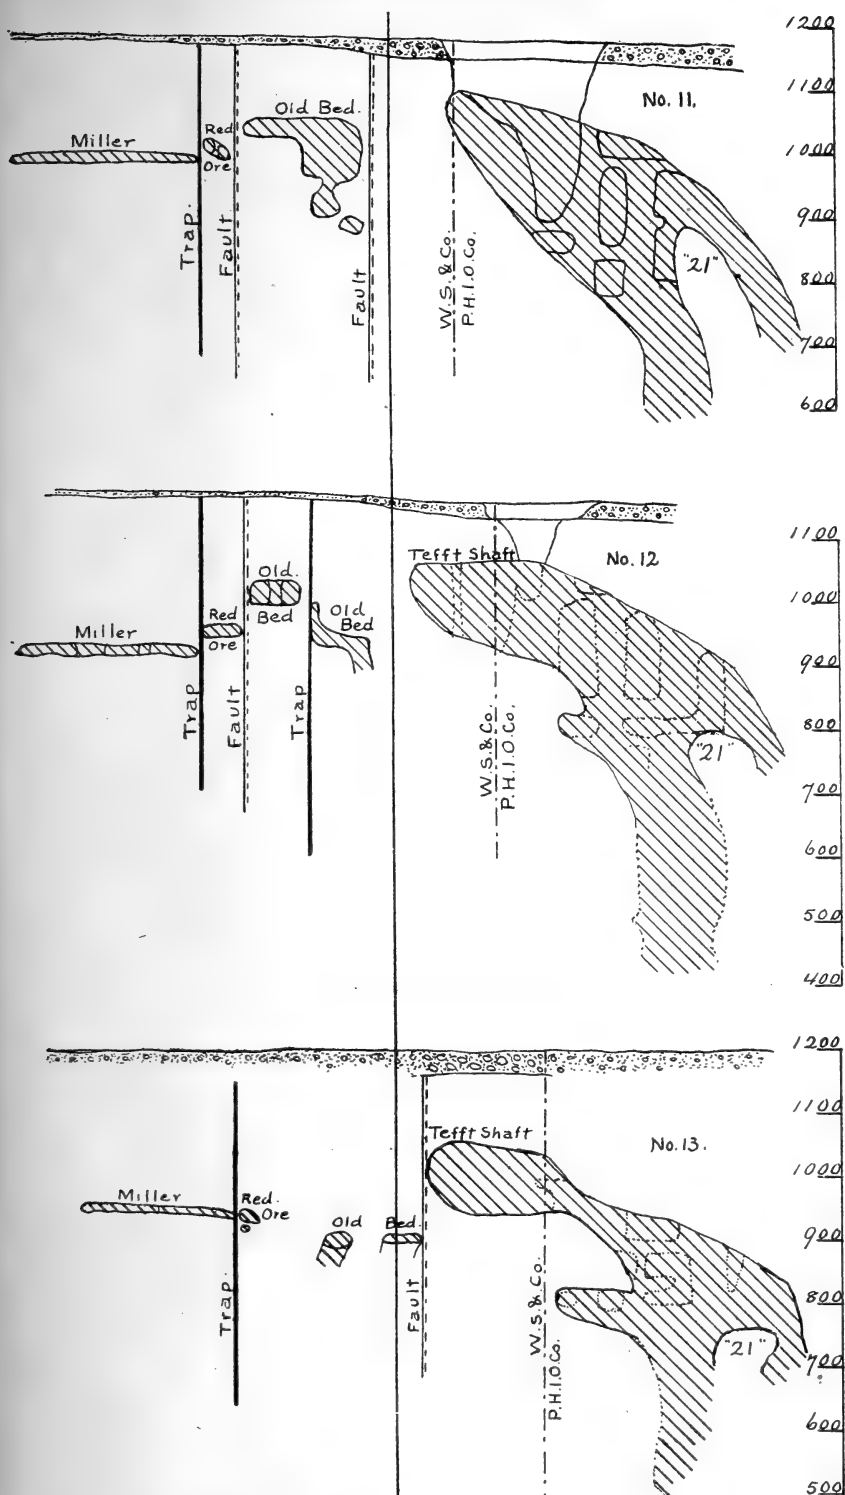 1200
1100
No. 11.
Old Bed.
Red
Ore
Miller
1000
900
Trap.
Fault
Fault
W.S.&Co.
P.H.I.O.Co.
"21"
800
700
600
1100
Tefft Shaft
No. 12
Old.
Bed
1000
Old
Bed
Red
Ore
Miller
900
Trap
Fault
Trap
W.S.&Co.
P.H.I.O.Co.
"21"
800
700
600
500
400
1200
1100
Tefft Shaft
No. 13.
1000
Miller
Red.
Ore
Old
Bed.
900
Trap.
Fault
W.S.&Co.
P.H.I.O.Co.
800
"21"
700
600
500